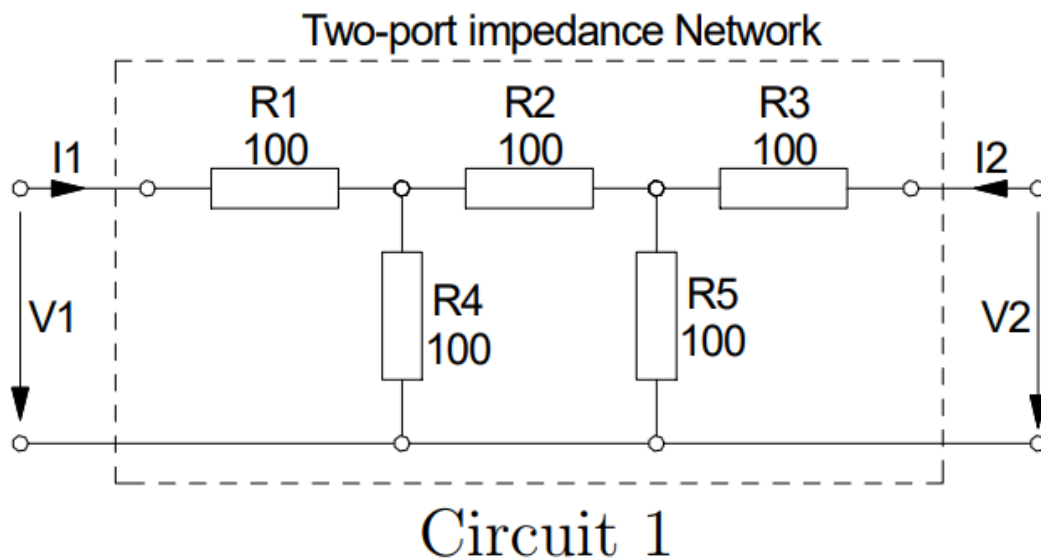 Two-port impedance Network
R1
100
R2
100
R3
100
I1
I2
V1
R4
100
R5
100
V2
Circuit 1